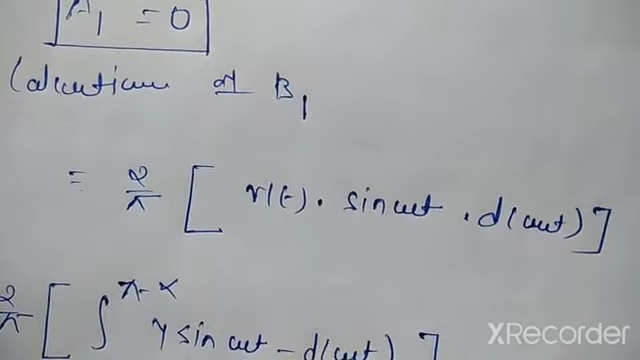 A₁ = 0
Calculation of B₁
= 2/π [ y(t) . sin ωt . d(ωt) ]
2/π [ ∫^π-α Y sin ωt - d(ωt) ]
XRecorder